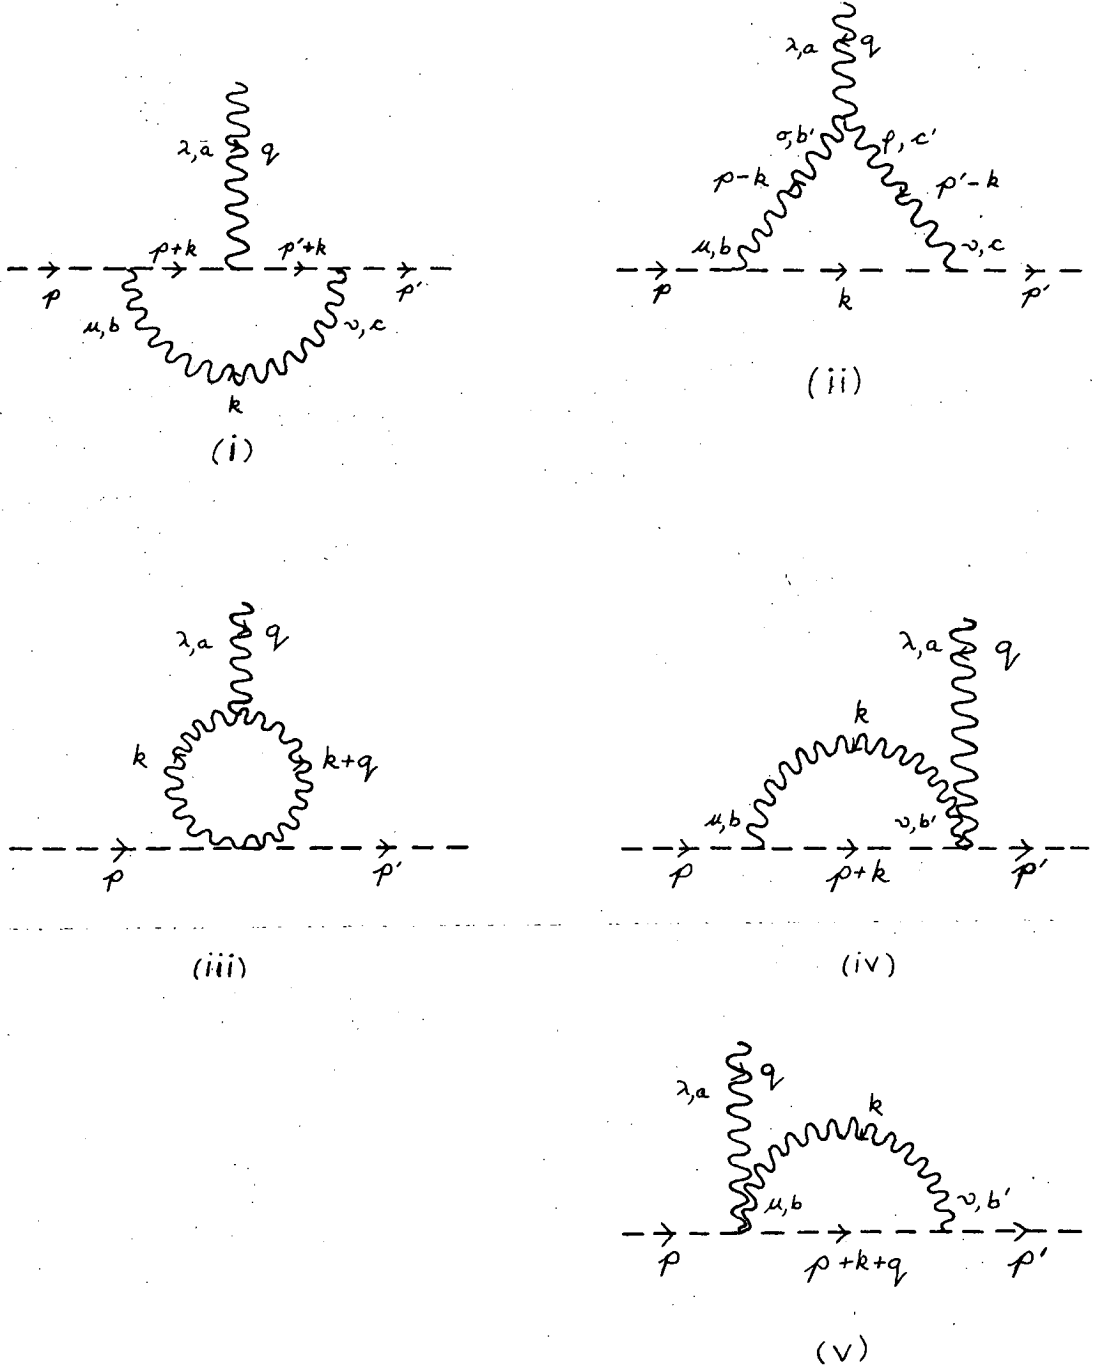 λ,a q
λ,a q
σ,b' ρ,c'
p-k p'-k
p+k p'+k
μ,b ν,c
p p'
p k p'
μ,b ν,c
k
(i)
(ii)
λ,a q
λ,a q
k k+q
k
μ,b ν,b'
p p'
p p+k p'
(iii)
(iv)
λ,a q
k
μ,b ν,b'
p p+k+q p'
(v)